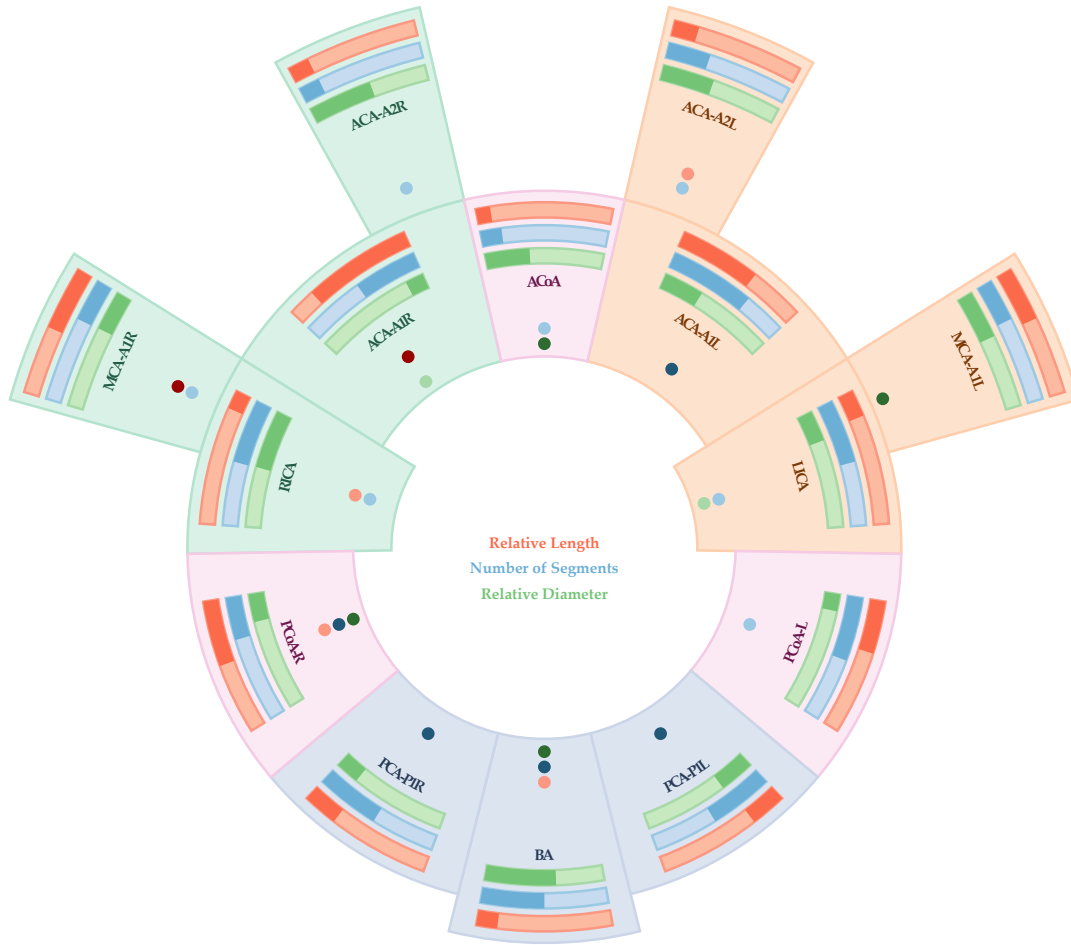 ACA-A2R
ACA-A2L
ACoA
ACA-A1R
ACA-A1L
MCA-A1R
MCA-A1L
RICA
LICA
Relative Length
Number of Segments
Relative Diameter
PCoA-R
PCoA-L
PCA-P1R
PCA-P1L
BA